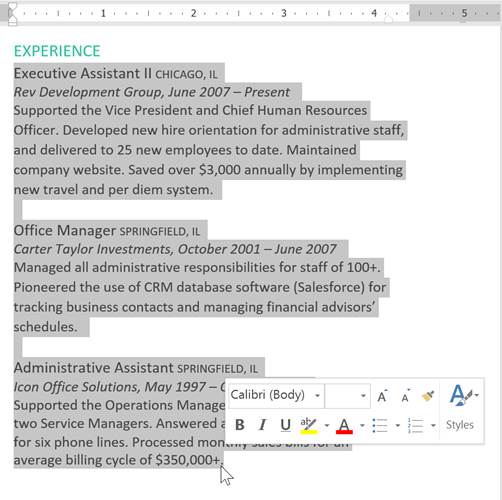 1 2 3 4 5
EXPERIENCE
Executive Assistant II CHICAGO, IL
Rev Development Group, June 2007 – Present
Supported the Vice President and Chief Human Resources
Officer. Developed new hire orientation for administrative staff,
and delivered to 25 new employees to date. Maintained
company website. Saved over $3,000 annually by implementing
new travel and per diem system.
Office Manager SPRINGFIELD, IL
Carter Taylor Investments, October 2001 – June 2007
Managed all administrative responsibilities for staff of 100+.
Pioneered the use of CRM database software (Salesforce) for
tracking business contacts and managing financial advisors’
schedules.
Administrative Assistant SPRINGFIELD, IL
Icon Office Solutions, May 1997 –
Supported the Operations Manage
two Service Managers. Answered a
for six phone lines. Processed monthly sales bills for an
average billing cycle of $350,000+.
Calibri (Body)
B I U ab A Styles